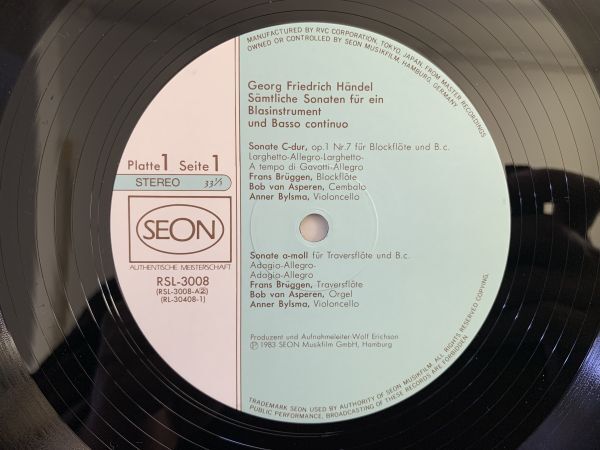 MANUFACTURED BY RVC CORPORATION, TOKYO, JAPAN, FROM MASTER RECORDINGS
OWNED OR CONTROLLED BY SEON MUSIKFILM, HAMBURG, GERMANY
Georg Friedrich Händel
Sämtliche Sonaten für ein
Blasinstrument
und Basso continuo
Platte 1 Seite 1
STEREO 33⅓
SEON
AUTHENTISCHE MEISTERSCHAFT
RSL-3008
(RSL-3008-A②)
(RL-30408-1)
Sonate C-dur, op.1 Nr.7 für Blockflöte und B.c.
Larghetto-Allegro-Larghetto-
A tempo di Gavotti-Allegro
Frans Brüggen, Blockflöte
Bob van Asperen, Cembalo
Anner Bylsma, Violoncello
Sonate a-moll für Traversflöte und B.c.
Adagio-Allegro-
Adagio-Allegro
Frans Brüggen, Traversflöte
Bob van Asperen, Orgel
Anner Bylsma, Violoncello
Produzent und Aufnahmeleiter-Wolf Erichson
℗ 1983 SEON Musikfilm GmbH, Hamburg
TRADEMARK SEON USED BY AUTHORITY OF SEON MUSIKFILM. ALL RIGHTS RESERVED COPYING,
PUBLIC PERFORMANCE, BROADCASTING OF THESE RECORDS ARE FORBIDDEN